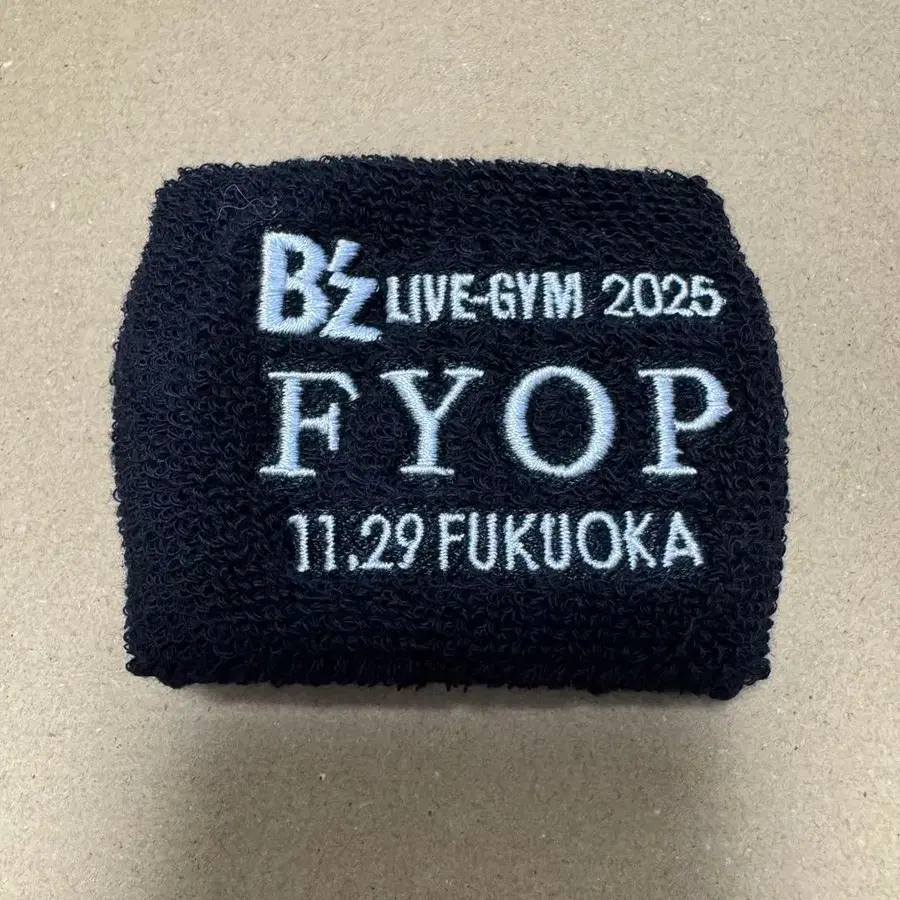 B'z LIVE-GYM 2025
FYOP
11.29 FUKUOKA